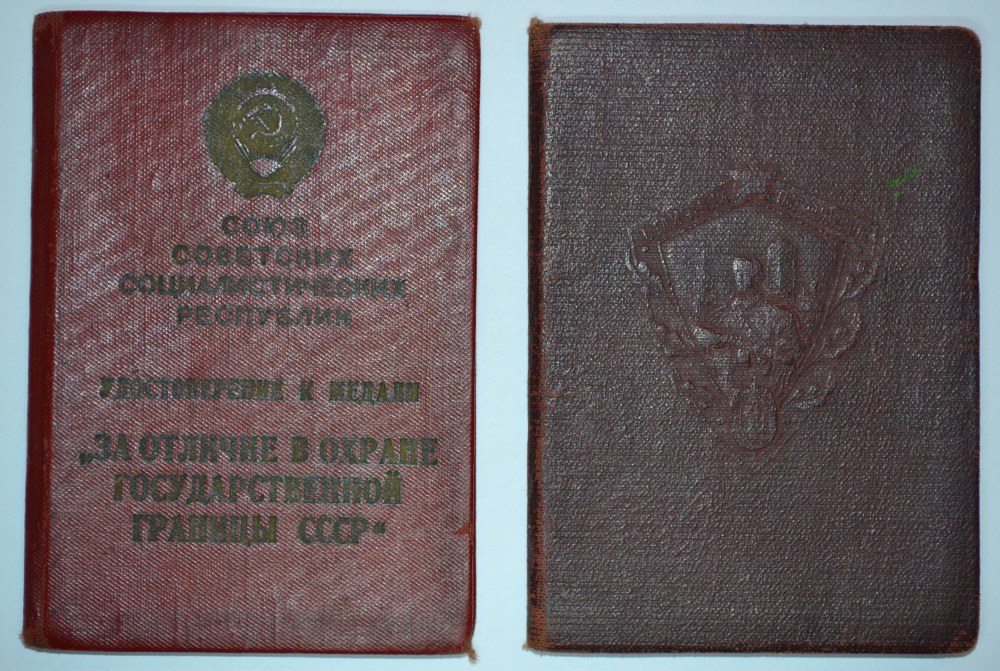 СОЮЗ
СОВЕТСКИХ
СОЦИАЛИСТИЧЕСКИХ
РЕСПУБЛИК
УДОСТОВЕРЕНИЕ К МЕДАЛИ
„ЗА ОТЛИЧИЕ В ОХРАНЕ
ГОСУДАРСТВЕННОЙ
ГРАНИЦЫ СССР“